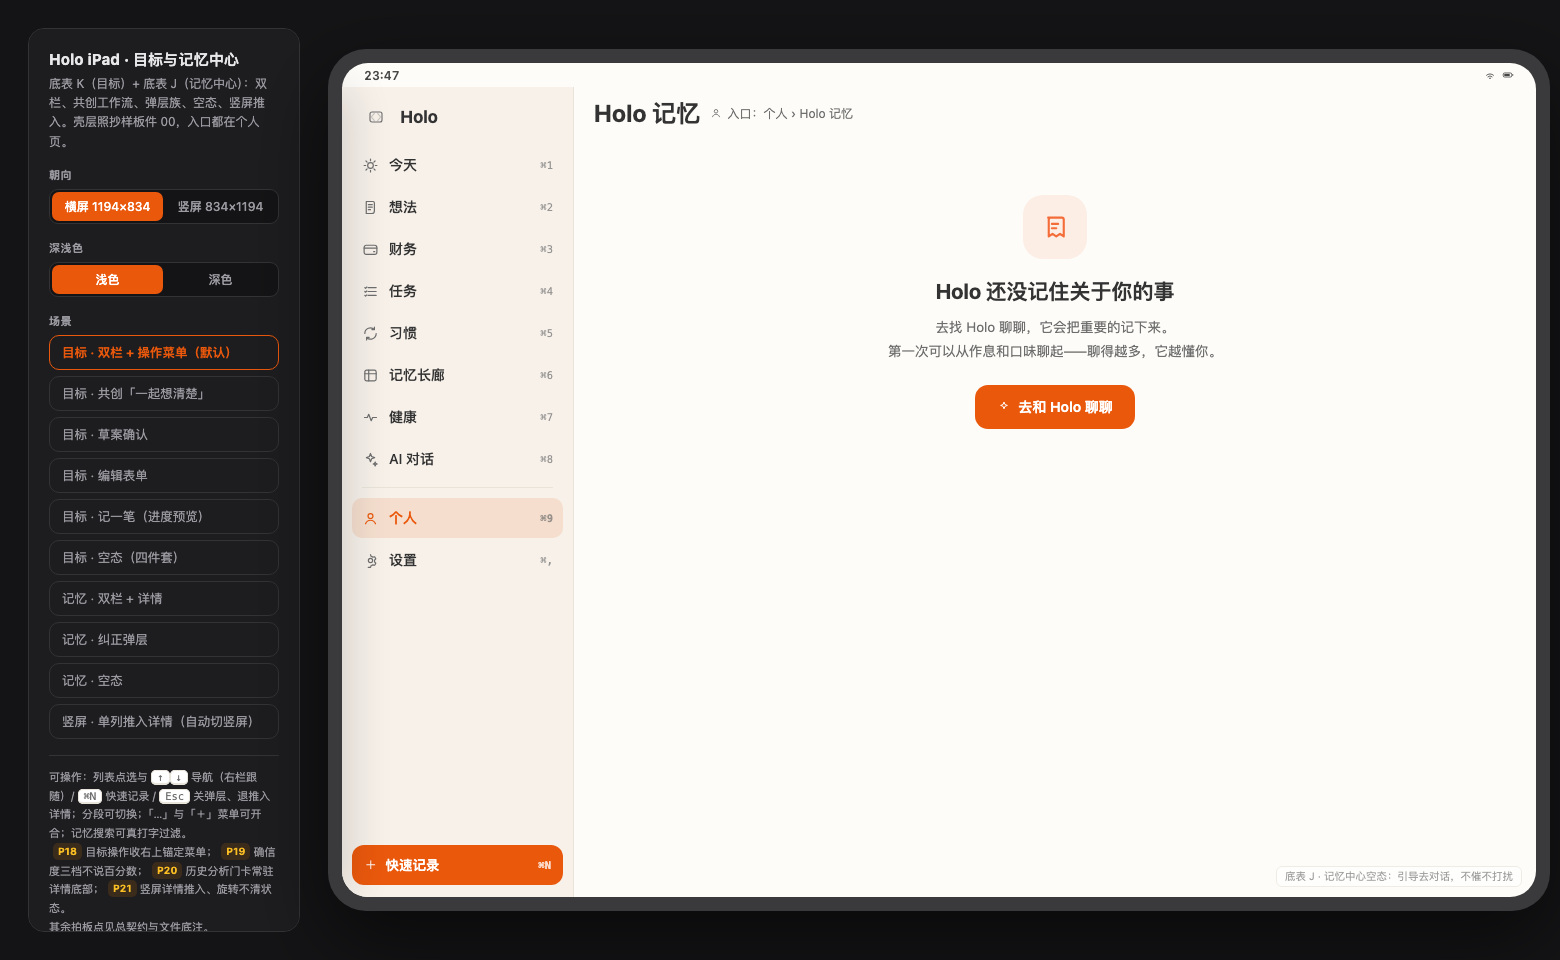 Holo iPad · 目标与记忆中心
底表 K（目标）+ 底表 J（记忆中心）：双
栏、共创工作流、弹层族、空态、竖屏推
入。壳层照抄样板件 00，入口都在个人
页。
朝向
横屏 1194×834
竖屏 834×1194
深浅色
浅色
深色
场景
目标 · 双栏 + 操作菜单（默认）
目标 · 共创「一起想清楚」
目标 · 草案确认
目标 · 编辑表单
目标 · 记一笔（进度预览）
目标 · 空态（四件套）
记忆 · 双栏 + 详情
记忆 · 纠正弹层
记忆 · 空态
竖屏 · 单列推入详情（自动切竖屏）
可操作：列表点选与 ↑ ↓ 导航（右栏跟
随）/ ⌘N 快速记录 / Esc 关弹层、退推入
详情；分段可切换；「…」与「+」菜单可开
合；记忆搜索可真打字过滤。
P18 目标操作收右上锚定菜单； P19 确信
度三档不说百分数； P20 历史分析门卡常驻
详情底部； P21 竖屏详情推入、旋转不清状
态。
其余拍板点见总契约与文件底注。
23:47
Holo
今天 ⌘1
想法 ⌘2
财务 ⌘3
任务 ⌘4
习惯 ⌘5
记忆长廊 ⌘6
健康 ⌘7
AI 对话 ⌘8
个人 ⌘9
设置 ⌘,
+ 快速记录 ⌘N
Holo 记忆 入口：个人 › Holo 记忆
Holo 还没记住关于你的事
去找 Holo 聊聊，它会把重要的记下来。
第一次可以从作息和口味聊起——聊得越多，它越懂你。
去和 Holo 聊聊
底表 J · 记忆中心空态：引导去对话，不催不打扰